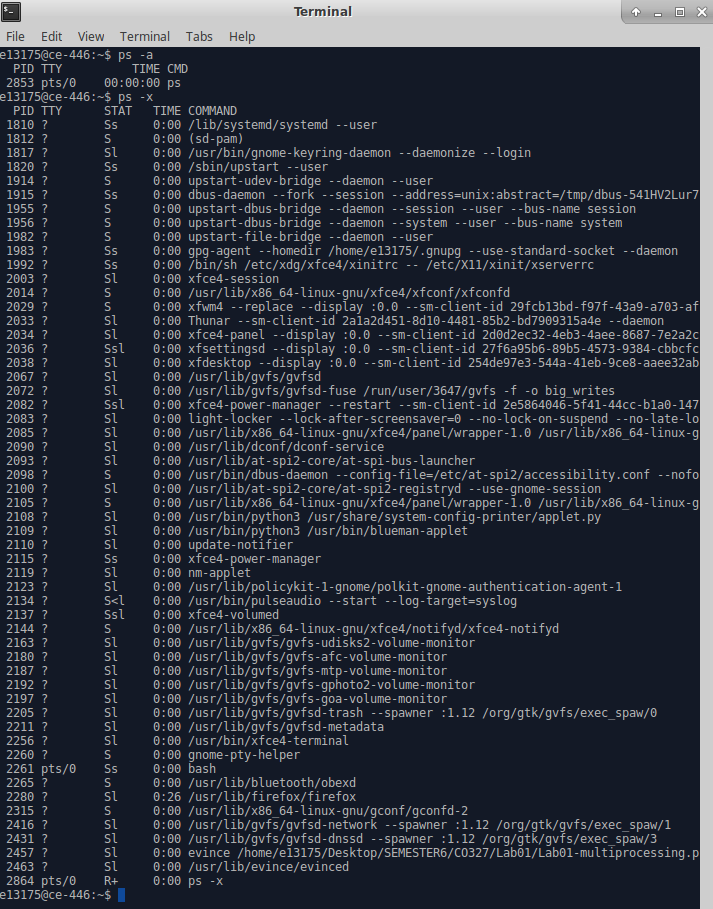 Terminal
File Edit View Terminal Tabs Help
e13175@ce-446:~$ ps -a
  PID TTY          TIME CMD
 2853 pts/0    00:00:00 ps
e13175@ce-446:~$ ps -x
  PID TTY      STAT   TIME COMMAND
 1810 ?        Ss     0:00 /lib/systemd/systemd --user
 1812 ?        S      0:00 (sd-pam)
 1817 ?        Sl     0:00 /usr/bin/gnome-keyring-daemon --daemonize --login
 1820 ?        Ss     0:00 /sbin/upstart --user
 1914 ?        S      0:00 upstart-udev-bridge --daemon --user
 1915 ?        Ss     0:00 dbus-daemon --fork --session --address=unix:abstract=/tmp/dbus-541HV2Lur7
 1955 ?        S      0:00 upstart-dbus-bridge --daemon --session --user --bus-name session
 1956 ?        S      0:00 upstart-dbus-bridge --daemon --system --user --bus-name system
 1982 ?        S      0:00 upstart-file-bridge --daemon --user
 1983 ?        Ss     0:00 gpg-agent --homedir /home/e13175/.gnupg --use-standard-socket --daemon
 1992 ?        Ss     0:00 /bin/sh /etc/xdg/xfce4/xinitrc -- /etc/X11/xinit/xserverrc
 2003 ?        Sl     0:00 xfce4-session
 2014 ?        S      0:00 /usr/lib/x86_64-linux-gnu/xfce4/xfconf/xfconfd
 2029 ?        S      0:00 xfwm4 --replace --display :0.0 --sm-client-id 29fcb13bd-f97f-43a9-a703-af
 2033 ?        Sl     0:00 Thunar --sm-client-id 2a1a2d451-8d10-4481-85b2-bd7909315a4e --daemon
 2034 ?        Sl     0:00 xfce4-panel --display :0.0 --sm-client-id 2d0d2ec32-4eb3-4aee-8687-7e2a2c
 2036 ?        Ssl    0:00 xfsettingsd --display :0.0 --sm-client-id 27f6a95b6-89b5-4573-9384-cbbcfc
 2038 ?        Sl     0:00 xfdesktop --display :0.0 --sm-client-id 254de97e3-544a-41eb-9ce8-aaee32ab
 2067 ?        Sl     0:00 /usr/lib/gvfs/gvfsd
 2072 ?        Sl     0:00 /usr/lib/gvfs/gvfsd-fuse /run/user/3647/gvfs -f -o big_writes
 2082 ?        Ssl    0:00 xfce4-power-manager --restart --sm-client-id 2e5864046-5f41-44cc-b1a0-147
 2083 ?        Sl     0:00 light-locker --lock-after-screensaver=0 --no-lock-on-suspend --no-late-lo
 2085 ?        Sl     0:00 /usr/lib/x86_64-linux-gnu/xfce4/panel/wrapper-1.0 /usr/lib/x86_64-linux-g
 2090 ?        Sl     0:00 /usr/lib/dconf/dconf-service
 2093 ?        Sl     0:00 /usr/lib/at-spi2-core/at-spi-bus-launcher
 2098 ?        S      0:00 /usr/bin/dbus-daemon --config-file=/etc/at-spi2/accessibility.conf --nofo
 2100 ?        Sl     0:00 /usr/lib/at-spi2-core/at-spi2-registryd --use-gnome-session
 2105 ?        S      0:00 /usr/lib/x86_64-linux-gnu/xfce4/panel/wrapper-1.0 /usr/lib/x86_64-linux-g
 2108 ?        Sl     0:00 /usr/bin/python3 /usr/share/system-config-printer/applet.py
 2109 ?        Sl     0:00 /usr/bin/python3 /usr/bin/blueman-applet
 2110 ?        Sl     0:00 update-notifier
 2115 ?        Ss     0:00 xfce4-power-manager
 2119 ?        Sl     0:00 nm-applet
 2123 ?        Sl     0:00 /usr/lib/policykit-1-gnome/polkit-gnome-authentication-agent-1
 2134 ?        S<l    0:00 /usr/bin/pulseaudio --start --log-target=syslog
 2137 ?        Ssl    0:00 xfce4-volumed
 2144 ?        S      0:00 /usr/lib/x86_64-linux-gnu/xfce4/notifyd/xfce4-notifyd
 2163 ?        Sl     0:00 /usr/lib/gvfs/gvfs-udisks2-volume-monitor
 2180 ?        Sl     0:00 /usr/lib/gvfs/gvfs-afc-volume-monitor
 2187 ?        Sl     0:00 /usr/lib/gvfs/gvfs-mtp-volume-monitor
 2192 ?        Sl     0:00 /usr/lib/gvfs/gvfs-gphoto2-volume-monitor
 2197 ?        Sl     0:00 /usr/lib/gvfs/gvfs-goa-volume-monitor
 2205 ?        Sl     0:00 /usr/lib/gvfs/gvfsd-trash --spawner :1.12 /org/gtk/gvfs/exec_spaw/0
 2211 ?        Sl     0:00 /usr/lib/gvfs/gvfsd-metadata
 2256 ?        Sl     0:00 /usr/bin/xfce4-terminal
 2260 ?        S      0:00 gnome-pty-helper
 2261 pts/0    Ss     0:00 bash
 2265 ?        S      0:00 /usr/lib/bluetooth/obexd
 2280 ?        Sl     0:26 /usr/lib/firefox/firefox
 2315 ?        S      0:00 /usr/lib/x86_64-linux-gnu/gconf/gconfd-2
 2416 ?        Sl     0:00 /usr/lib/gvfs/gvfsd-network --spawner :1.12 /org/gtk/gvfs/exec_spaw/1
 2431 ?        Sl     0:00 /usr/lib/gvfs/gvfsd-dnssd --spawner :1.12 /org/gtk/gvfs/exec_spaw/3
 2457 ?        Sl     0:00 evince /home/e13175/Desktop/SEMESTER6/CO327/Lab01/Lab01-multiprocessing.p
 2463 ?        Sl     0:00 /usr/lib/evince/evinced
 2864 pts/0    R+     0:00 ps -x
e13175@ce-446:~$